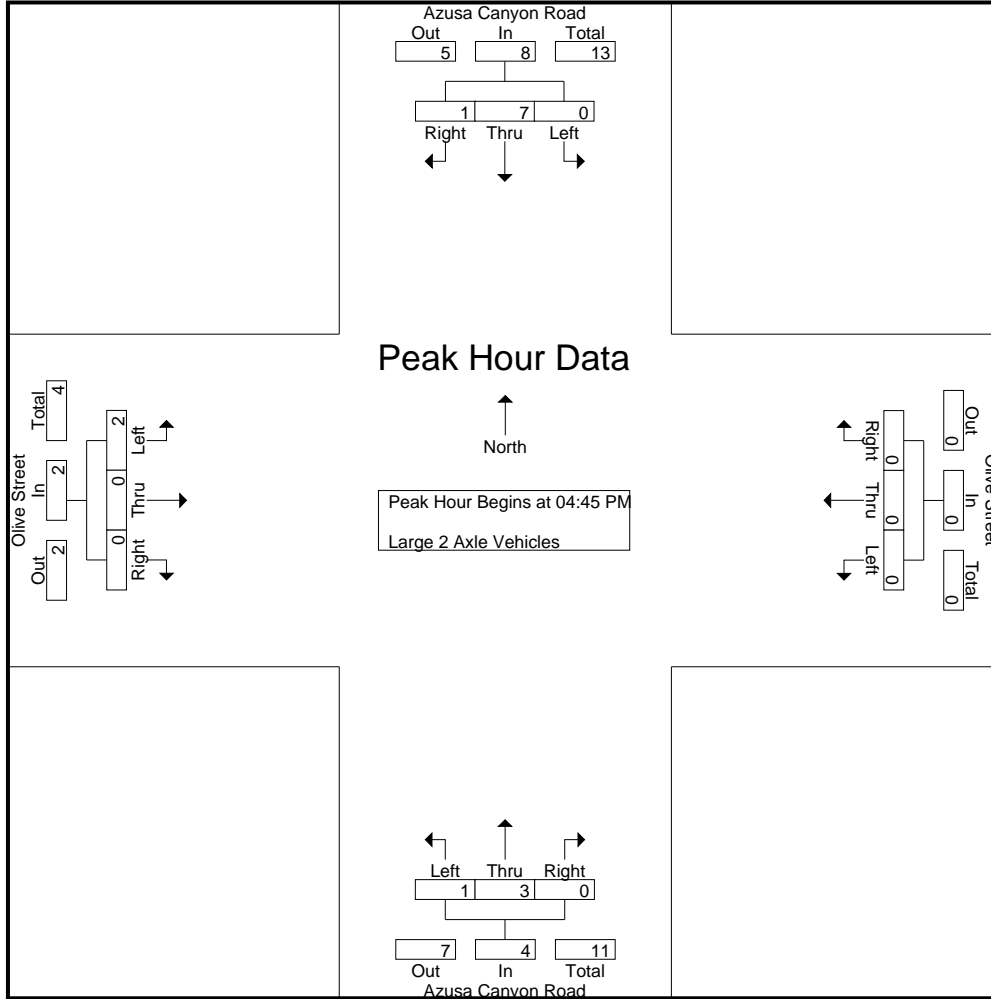 Azusa Canyon Road
Out In Total
5 8 13
1 7 0
Right Thru Left
Peak Hour Data
North
Peak Hour Begins at 04:45 PM
Large 2 Axle Vehicles
Olive Street
Out In Total
2 2 4
Left Thru Right
2 0 0
Olive Street
Out In Total
0 0 0
Right Thru Left
0 0 0
Left Thru Right
1 3 0
7 4 11
Out In Total
Azusa Canyon Road